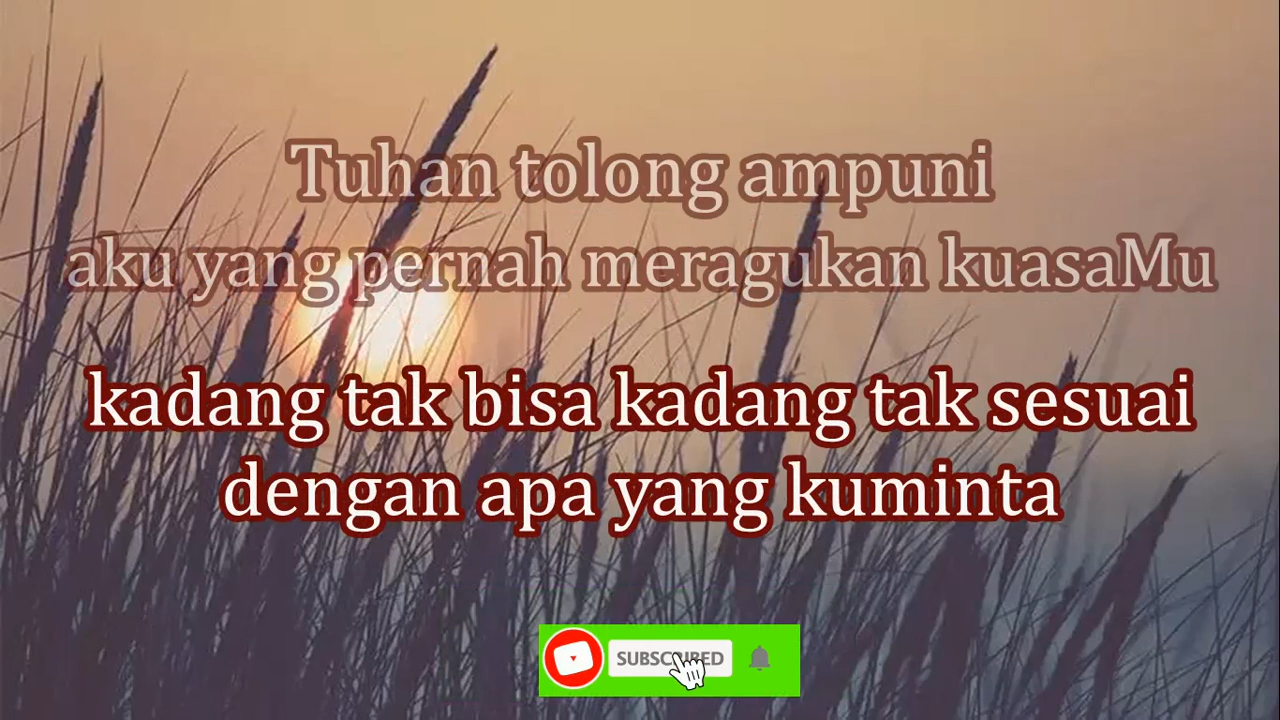 Tuhan tolong ampuni
aku yang pernah meragukan kuasaMu
kadang tak bisa kadang tak sesuai
dengan apa yang kuminta
SUBSCRIBED